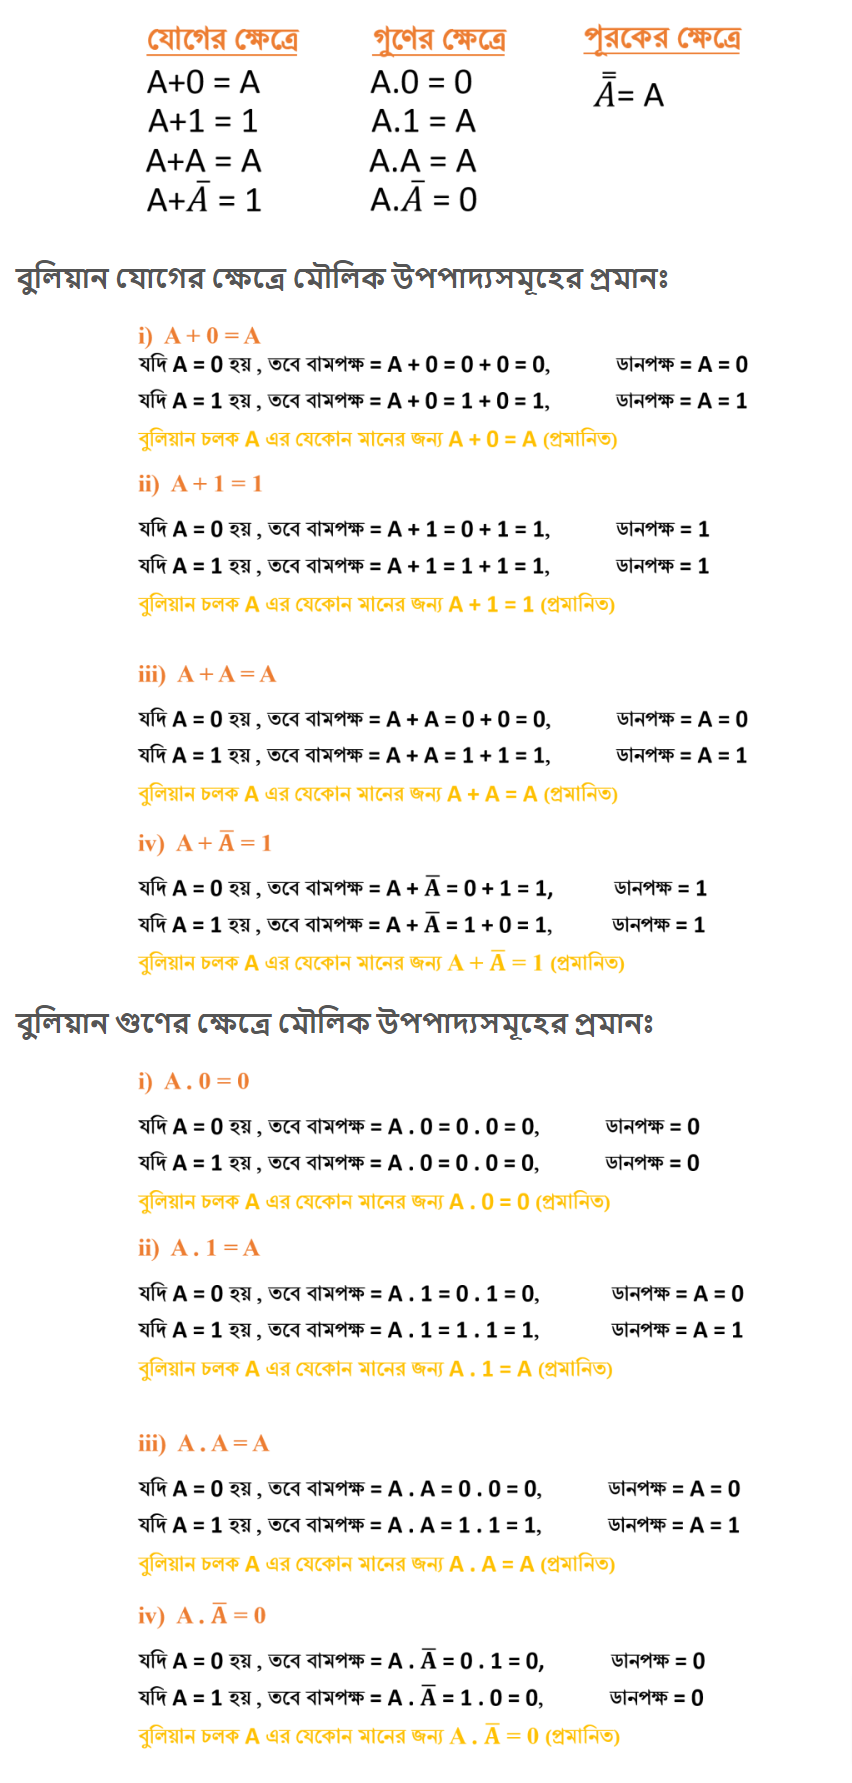 যোগের ক্ষেত্রে গুণের ক্ষেত্রে পূরকের ক্ষেত্রে
A+0 = A A.0 = 0 A̿= A
A+1 = 1 A.1 = A
A+A = A A.A = A
A+A̅ = 1 A.A̅ = 0
বুলিয়ান যোগের ক্ষেত্রে মৌলিক উপপাদ্যসমূহের প্রমানঃ
i) A + 0 = A
যদি A = 0 হয় , তবে বামপক্ষ = A + 0 = 0 + 0 = 0, ডানপক্ষ = A = 0
যদি A = 1 হয় , তবে বামপক্ষ = A + 0 = 1 + 0 = 1, ডানপক্ষ = A = 1
বুলিয়ান চলক A এর যেকোন মানের জন্য A + 0 = A (প্রমানিত)
ii) A + 1 = 1
যদি A = 0 হয় , তবে বামপক্ষ = A + 1 = 0 + 1 = 1, ডানপক্ষ = 1
যদি A = 1 হয় , তবে বামপক্ষ = A + 1 = 1 + 1 = 1, ডানপক্ষ = 1
বুলিয়ান চলক A এর যেকোন মানের জন্য A + 1 = 1 (প্রমানিত)
iii) A + A = A
যদি A = 0 হয় , তবে বামপক্ষ = A + A = 0 + 0 = 0, ডানপক্ষ = A = 0
যদি A = 1 হয় , তবে বামপক্ষ = A + A = 1 + 1 = 1, ডানপক্ষ = A = 1
বুলিয়ান চলক A এর যেকোন মানের জন্য A + A = A (প্রমানিত)
iv) A + A̅ = 1
যদি A = 0 হয় , তবে বামপক্ষ = A + A̅ = 0 + 1 = 1, ডানপক্ষ = 1
যদি A = 1 হয় , তবে বামপক্ষ = A + A̅ = 1 + 0 = 1, ডানপক্ষ = 1
বুলিয়ান চলক A এর যেকোন মানের জন্য A + A̅ = 1 (প্রমানিত)
বুলিয়ান গুণের ক্ষেত্রে মৌলিক উপপাদ্যসমূহের প্রমানঃ
i) A . 0 = 0
যদি A = 0 হয় , তবে বামপক্ষ = A . 0 = 0 . 0 = 0, ডানপক্ষ = 0
যদি A = 1 হয় , তবে বামপক্ষ = A . 0 = 0 . 0 = 0, ডানপক্ষ = 0
বুলিয়ান চলক A এর যেকোন মানের জন্য A . 0 = 0 (প্রমানিত)
ii) A . 1 = A
যদি A = 0 হয় , তবে বামপক্ষ = A . 1 = 0 . 1 = 0, ডানপক্ষ = A = 0
যদি A = 1 হয় , তবে বামপক্ষ = A . 1 = 1 . 1 = 1, ডানপক্ষ = A = 1
বুলিয়ান চলক A এর যেকোন মানের জন্য A . 1 = A (প্রমানিত)
iii) A . A = A
যদি A = 0 হয় , তবে বামপক্ষ = A . A = 0 . 0 = 0, ডানপক্ষ = A = 0
যদি A = 1 হয় , তবে বামপক্ষ = A . A = 1 . 1 = 1, ডানপক্ষ = A = 1
বুলিয়ান চলক A এর যেকোন মানের জন্য A . A = A (প্রমানিত)
iv) A . A̅ = 0
যদি A = 0 হয় , তবে বামপক্ষ = A . A̅ = 0 . 1 = 0, ডানপক্ষ = 0
যদি A = 1 হয় , তবে বামপক্ষ = A . A̅ = 1 . 0 = 0, ডানপক্ষ = 0
বুলিয়ান চলক A এর যেকোন মানের জন্য A . A̅ = 0 (প্রমানিত)